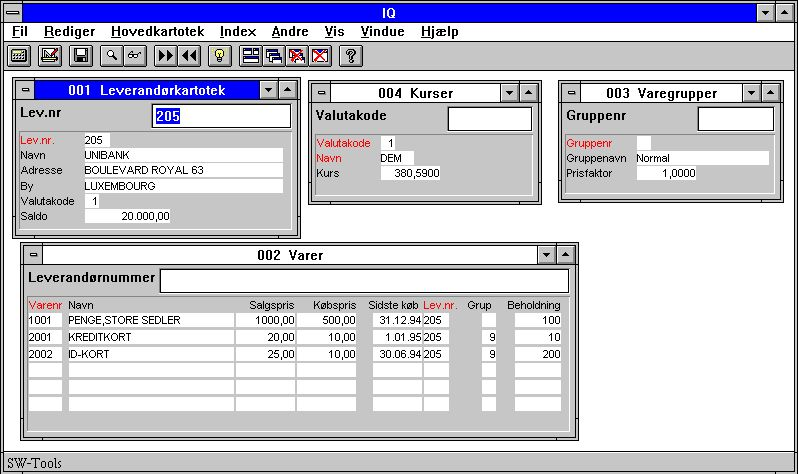 IQ
Fil Rediger Hovedkartotek Index Andre Vis Vindue Hjælp
001 Leverandørkartotek
Lev.nr 205
Lev.nr. 205
Navn UNIBANK
Adresse BOULEVARD ROYAL 63
By LUXEMBOURG
Valutakode 1
Saldo 20.000,00
004 Kurser
Valutakode
Valutakode 1
Navn DEM
Kurs 380,5900
003 Varegrupper
Gruppenr
Gruppenr
Gruppenavn Normal
Prisfaktor 1,0000
002 Varer
Leverandørnummer
Varenr Navn Salgspris Købspris Sidste køb Lev.nr. Grup Beholdning
1001 PENGE,STORE SEDLER 1000,00 500,00 31.12.94 205 100
2001 KREDITKORT 20,00 10,00 1.01.95 205 9 10
2002 ID-KORT 25,00 10,00 30.06.94 205 9 200
SW-Tools